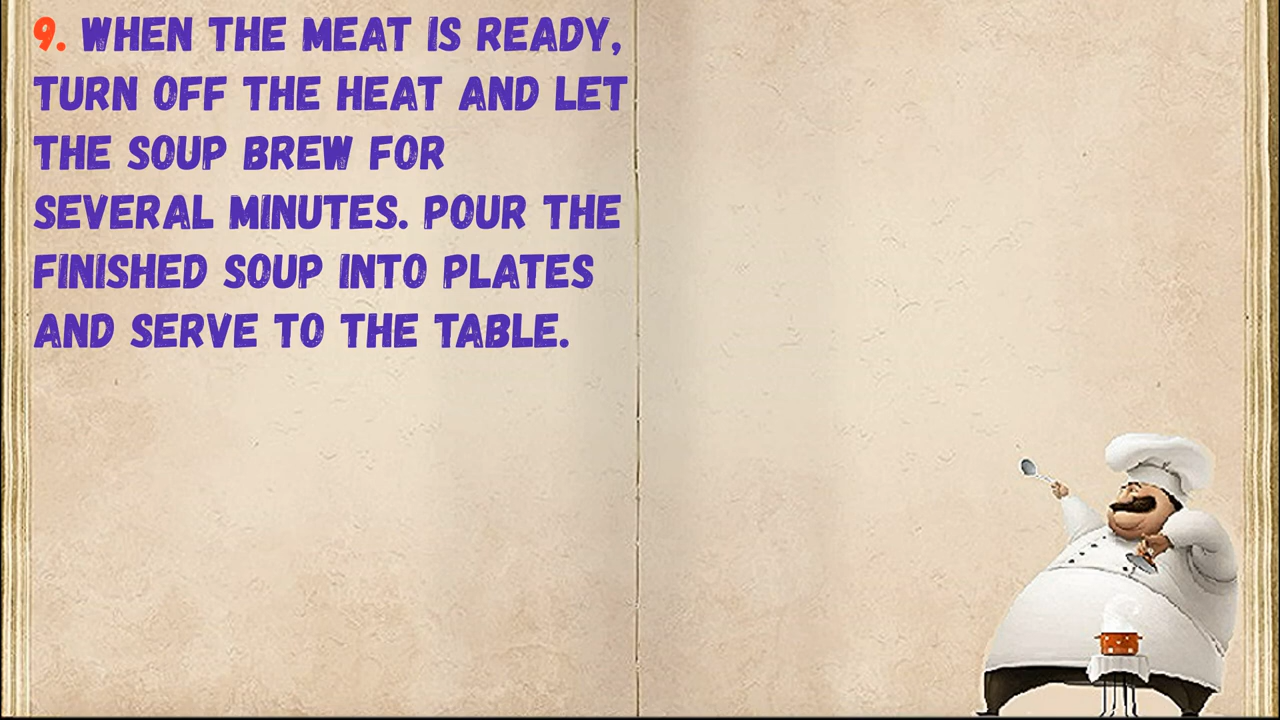 9. WHEN THE MEAT IS READY,
TURN OFF THE HEAT AND LET
THE SOUP BREW FOR
SEVERAL MINUTES. POUR THE
FINISHED SOUP INTO PLATES
AND SERVE TO THE TABLE.